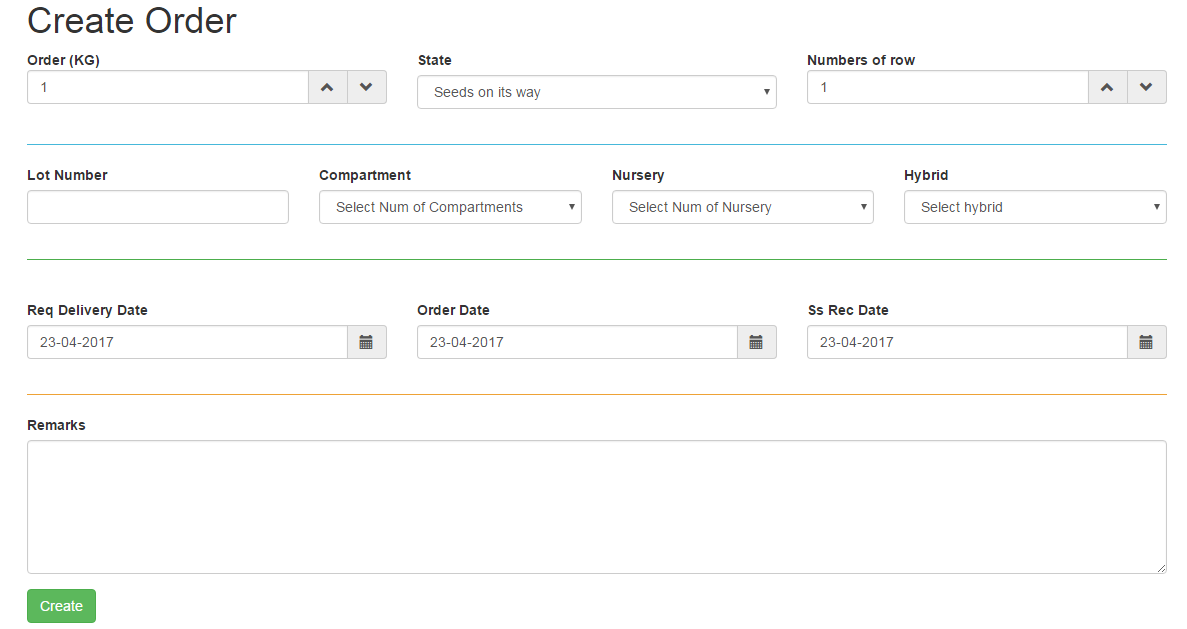 Create Order
Order (KG) State Numbers of row
1 Seeds on its way 1
Lot Number Compartment Nursery Hybrid
Select Num of Compartments Select Num of Nursery Select hybrid
Req Delivery Date Order Date Ss Rec Date
23-04-2017 23-04-2017 23-04-2017
Remarks
Create